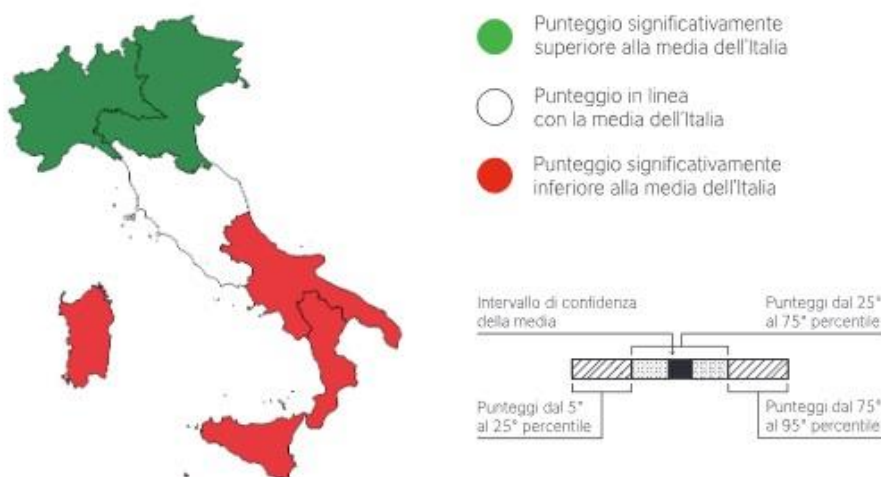 Punteggio significativamente
superiore alla media dell'Italia
Punteggio in linea
con la media dell'Italia
Punteggio significativamente
inferiore alla media dell'Italia
Intervallo di confidenza
della media
Punteggi dal 25°
al 75° percentile
Punteggi dal 5°
al 25° percentile
Punteggi dal 75°
al 95° percentile